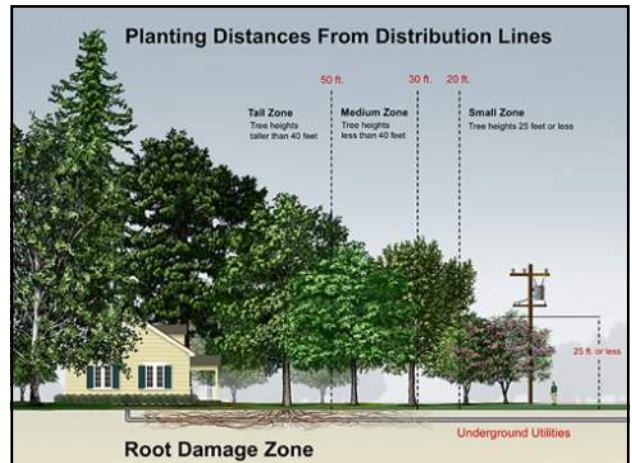 Planting Distances From Distribution Lines
50 ft.
30 ft.
20 ft.
Tall Zone
Tree heights
taller than 40 feet
Medium Zone
Tree heights
less than 40 feet
Small Zone
Tree heights 25 feet or less
25 ft. or less
Underground Utilities
Root Damage Zone